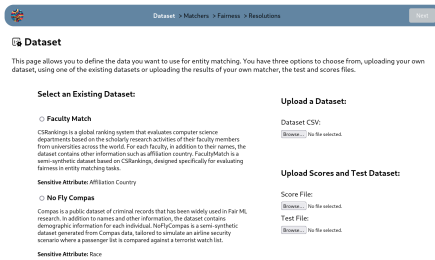 Dataset > Matchers > Fairness > Resolutions
Next
Dataset
This page allows you to define the data you want to use for entity matching. You have three options to choose from, uploading your own
dataset, using one of the existing datasets or uploading the results of your own matcher, the test and scores files.
Select an Existing Dataset:
Faculty Match
CSRankings is a global ranking system that evaluates computer science
departments based on the scholarly research activities of their faculty members
from universities across the world. For each faculty, in addition to their names, the
dataset contains other information such as affiliation country. FacultyMatch is a
semi-synthetic dataset based on CSRankings, designed specifically for evaluating
fairness in entity matching tasks.
Sensitive Attribute: Affiliation Country
No Fly Compas
Compas is a public dataset of criminal records that has been widely used in Fair ML
research. In addition to names and other information, the dataset contains
demographic information for each individual. NoFlyCompas is a semi-synthetic
dataset generated from Compas data, tailored to simulate an airline security
scenario where a passenger list is compared against a terrorist watch list.
Sensitive Attribute: Race
Upload a Dataset:
Dataset CSV:
Browse... No file selected.
Upload Scores and Test Dataset:
Score File:
Browse... No file selected.
Test File:
Browse... No file selected.